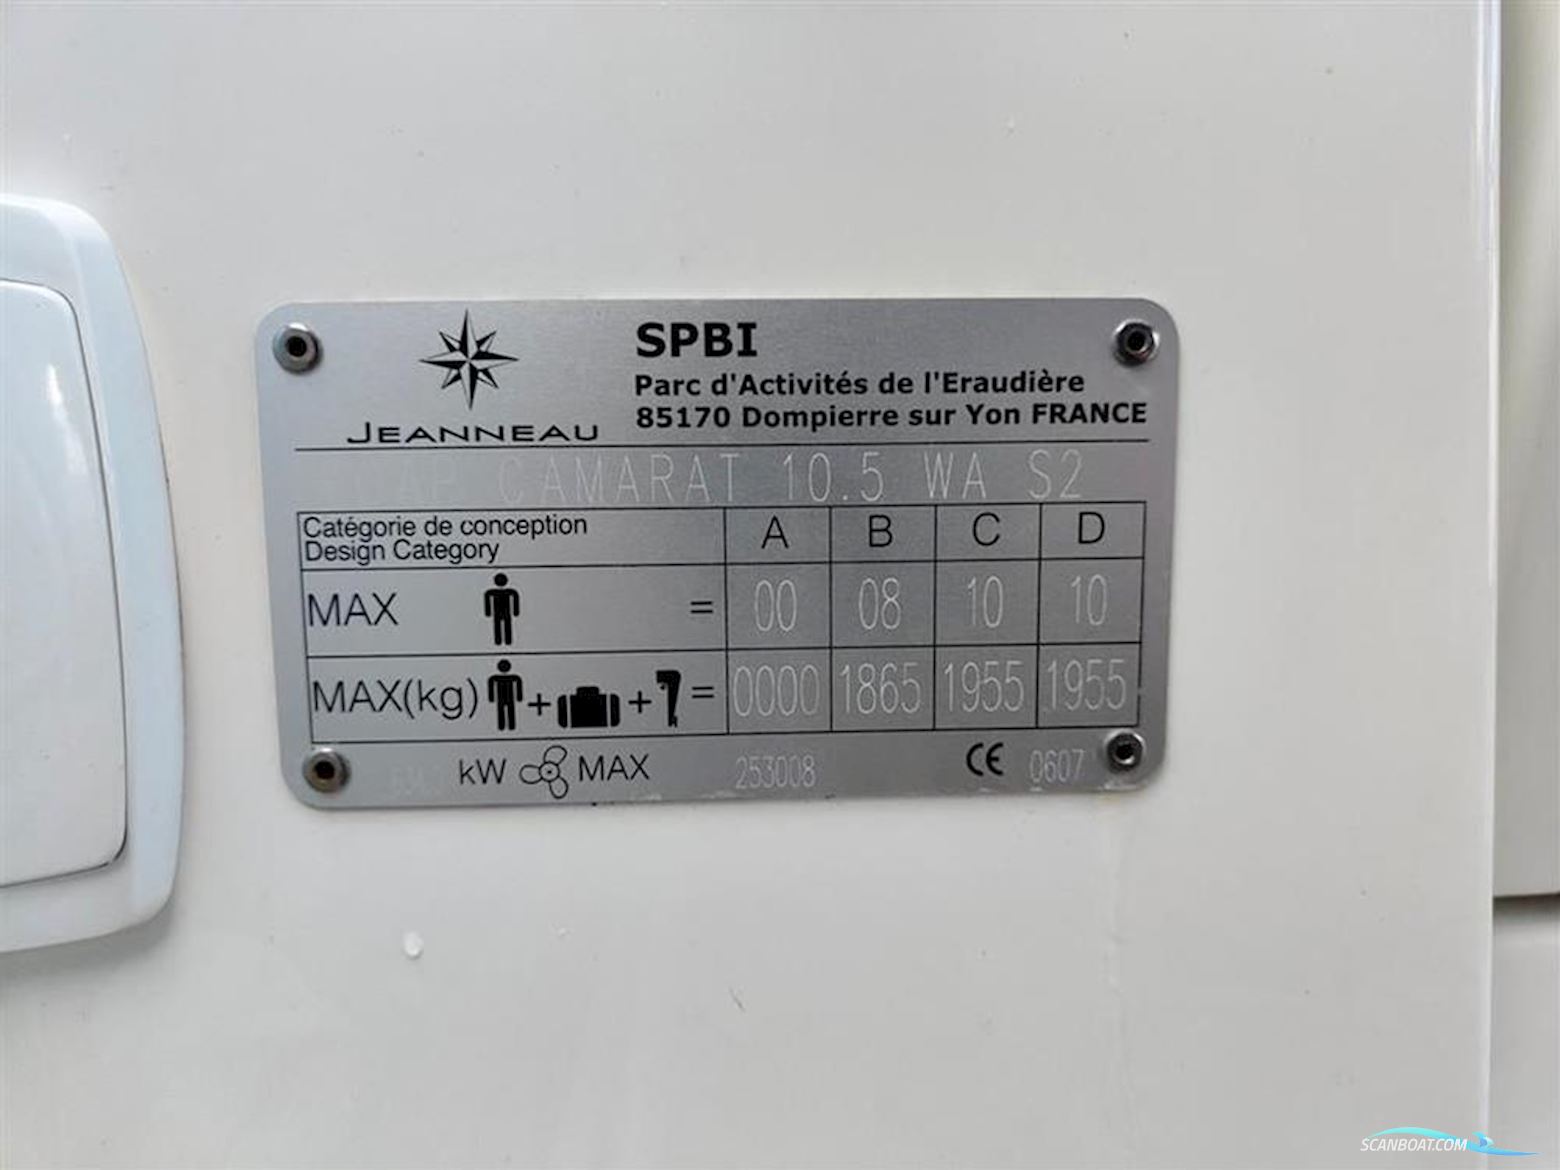 JEANNEAU
SPBI
Parc d'Activités de l'Eraudière
85170 Dompierre sur Yon FRANCE
CAP CAMARAT 10.5 WA S2
Catégorie de conception
Design Category
A B C D
MAX = 00 08 10 10
MAX(kg) + + = 0000 1865 1955 1955
kW MAX 253008 CE 0607
SCANBOAT.COM